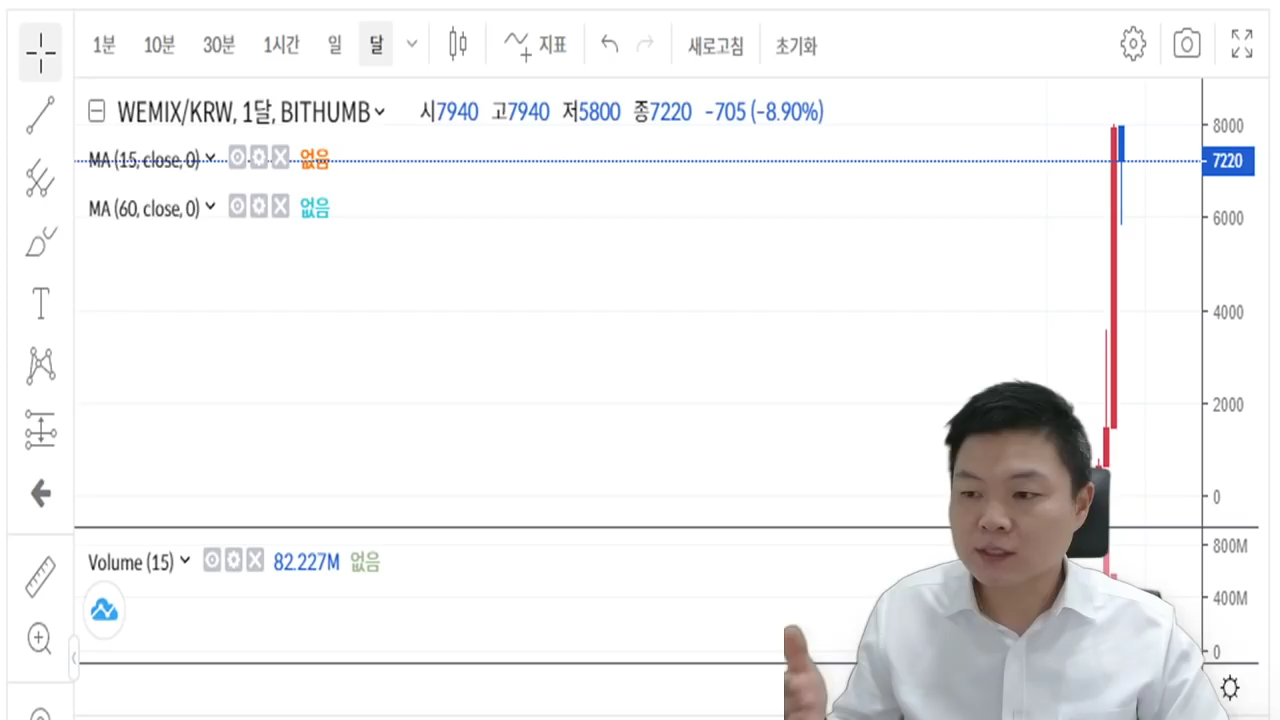 1분 10분 30분 1시간 일 달 지표 새로고침 초기화
WEMIX/KRW, 1달, BITHUMB 시7940 고7940 저5800 종7220 -705 (-8.90%)
MA (15, close, 0) 없음
MA (60, close, 0) 없음
8000
7220
6000
4000
2000
0
Volume (15) 82.227M 없음
800M
400M
0
T